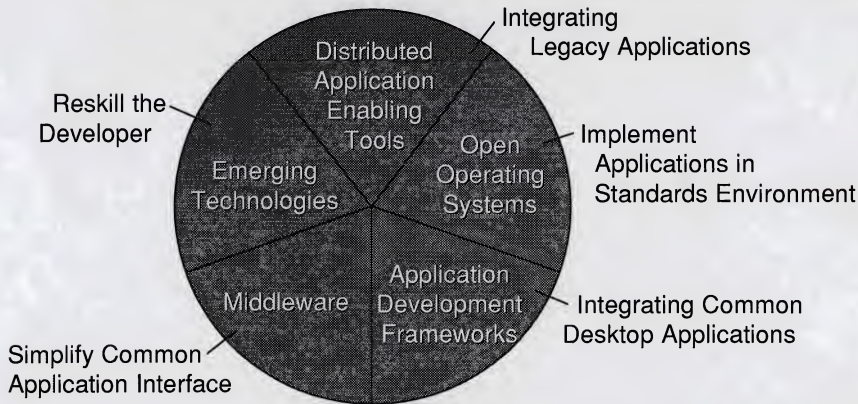 Integrating
Legacy Applications
Distributed
Application
Enabling
Tools
Reskill the
Developer
Implement
Applications in
Standards Environment
Open
Operating
Systems
Emerging
Technologies
Middleware
Application
Development
Frameworks
Integrating Common
Desktop Applications
Simplify Common
Application Interface